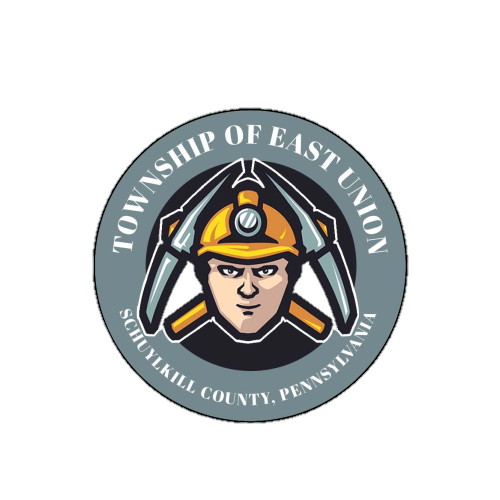 TOWNSHIP OF EAST UNION
SCHUYLKILL COUNTY, PENNSYLVANIA